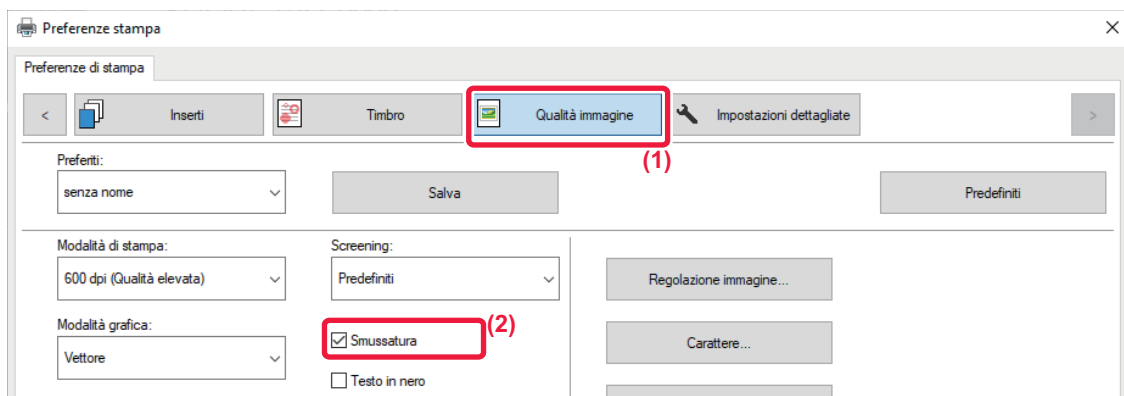 Preferenze stampa
Preferenze di stampa
< Inserti Timbro Qualità immagine Impostazioni dettagliate >
(1)
Preferiti:
senza nome Salva Predefiniti
Modalità di stampa: Screening:
600 dpi (Qualità elevata) Predefiniti Regolazione immagine...
Modalità grafica: (2)
Vettore Smussatura Carattere...
Testo in nero